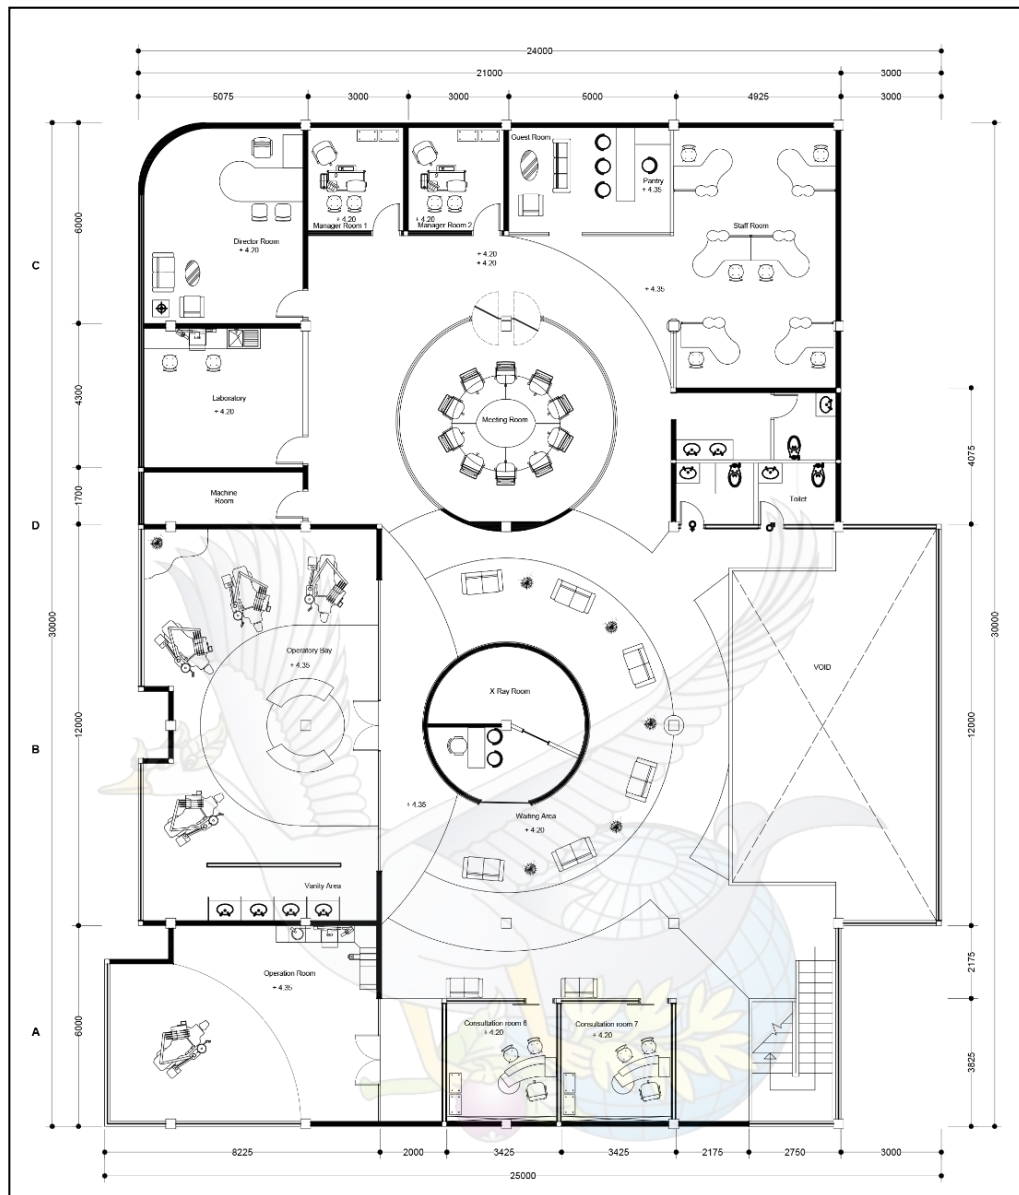 24000
21000
3000
5075
3000
3000
5000
4925
3000
Guest Room
Pantry
+ 4.35
+ 4.20
Manager Room 1
+ 4.20
Manager Room 2
Staff Room
Director Room
+ 4.20
+ 4.20
+ 4.20
+ 4.35
C
6000
Laboratory
+ 4.20
Meeting Room
4300
4075
Machine
Room
1700
Toilet
D
30000
30000
Operatory Bay
+ 4.35
X Ray Room
VOID
B
12000
12000
+ 4.35
Waiting Area
+ 4.20
Vanity Area
Operation Room
+ 4.35
2175
A
6000
Consultation room 6
+ 4.20
Consultation room 7
+ 4.20
3825
8225
2000
3425
3425
2175
2750
3000
25000